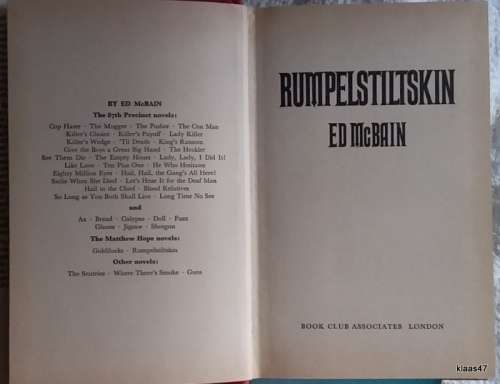 BY ED McBAIN
The 87th Precinct novels:
Cop Hater · The Mugger · The Pusher · The Con Man
Killer's Choice · Killer's Payoff · Lady Killer
Killer's Wedge · 'Til Death · King's Ransom
Give the Boys a Great Big Hand · The Heckler
See Them Die · The Empty Hours · Lady, Lady, I Did It!
Like Love · Ten Plus One · He Who Hesitates
Eighty Million Eyes · Hail, Hail, the Gang's All Here!
Sadie When She Died · Let's Hear It for the Deaf Man
Hail to the Chief · Blood Relatives
So Long as You Both Shall Live · Long Time No See
and
Ax · Bread · Calypso · Doll · Fuzz
Ghosts · Jigsaw · Shotgun
The Matthew Hope novels:
Goldilocks · Rumpelstiltskin
Other novels:
The Sentries · Where There's Smoke · Guns
RUMPELSTILTSKIN
ED McBAIN
BOOK CLUB ASSOCIATES LONDON
klaas47